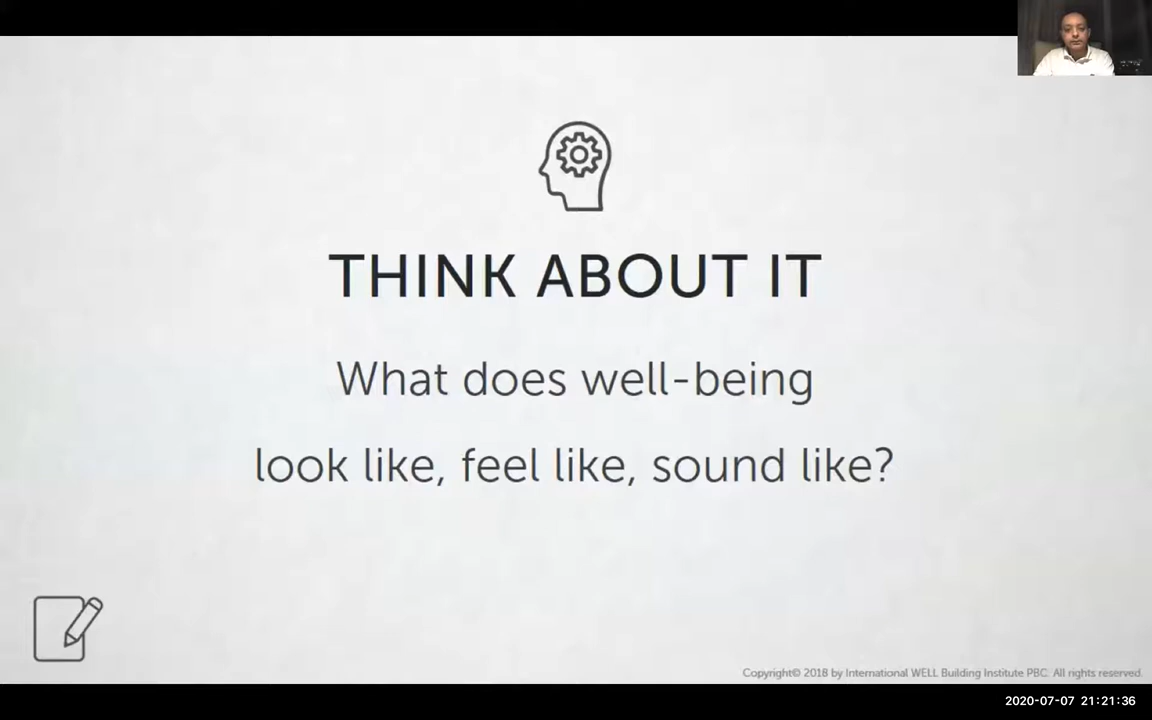 THINK ABOUT IT
What does well-being
look like, feel like, sound like?
Copyright© 2018 by International WELL Building Institute PBC. All rights reserved.
2020-07-07 21:21:36